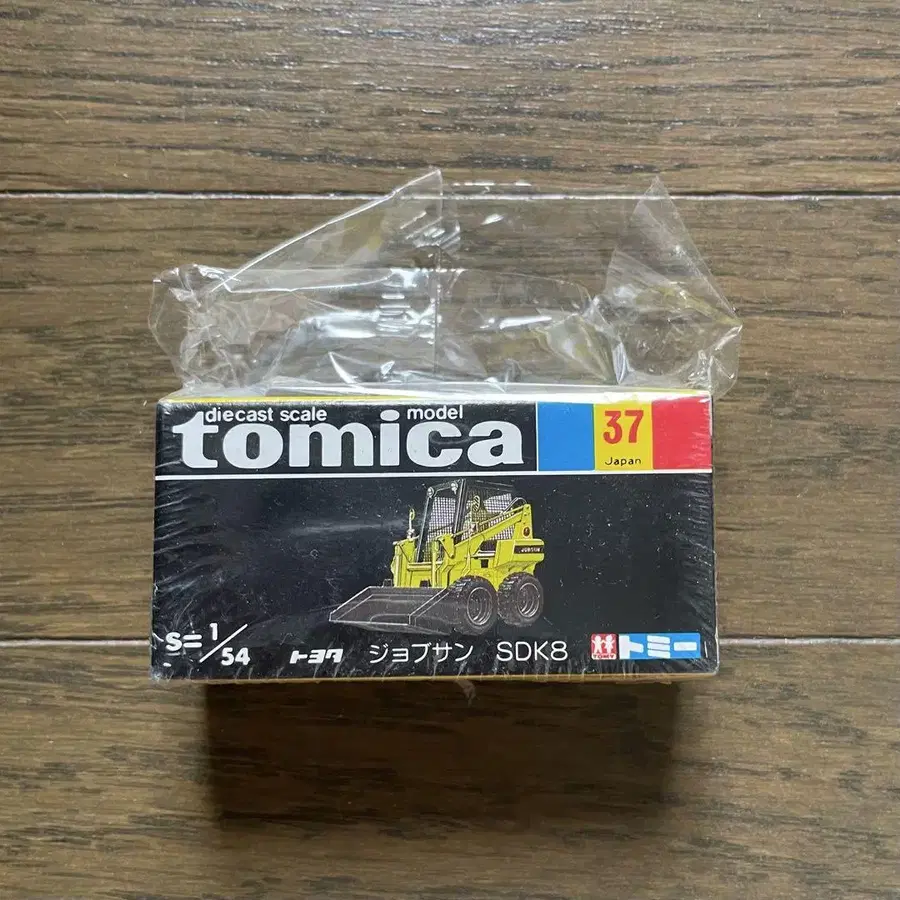 diecast scale model
tomica
37
Japan
S=1/54
トヨタ ジョブサン SDK8
TOMY
トミー